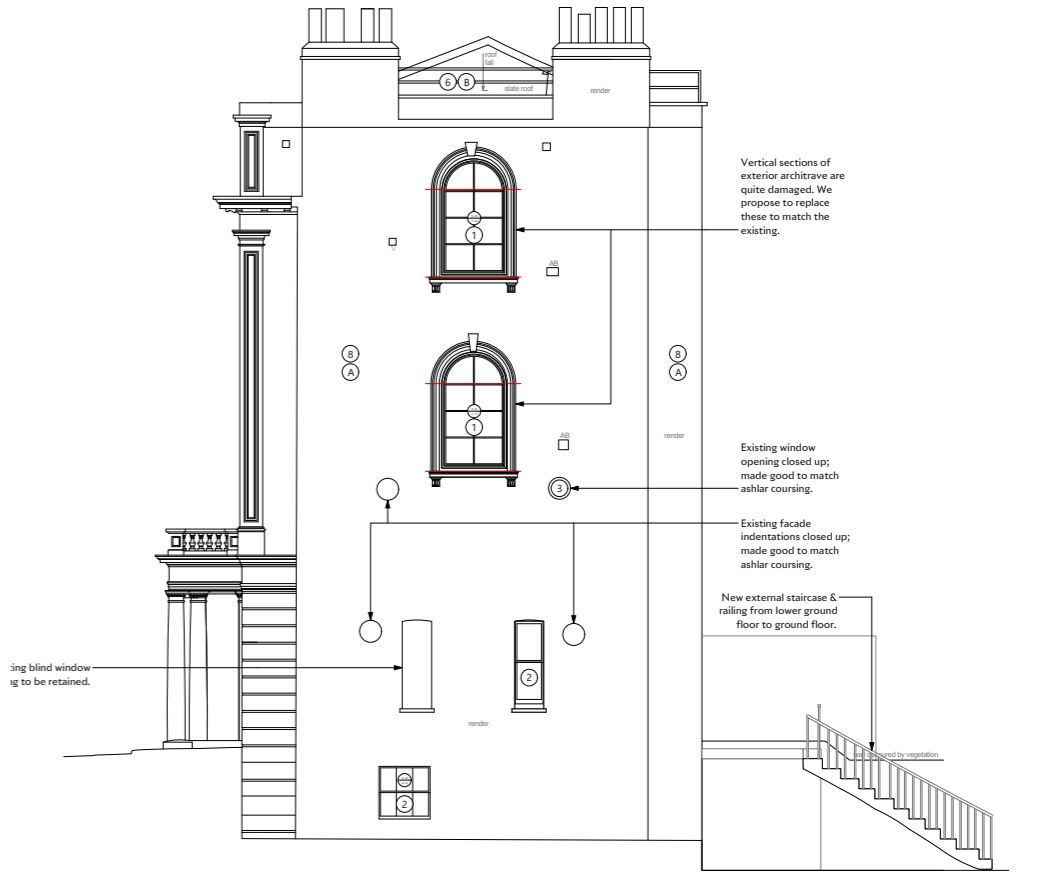 roof
fall
6 B
slate roof
render
Vertical sections of
exterior architrave are
quite damaged. We
propose to replace
these to match the
existing.
1
AB
8
A
8
A
1
AB
render
Existing window
opening closed up;
made good to match
ashlar coursing.
3
Existing facade
indentations closed up;
made good to match
ashlar coursing.
New external staircase &
railing from lower ground
floor to ground floor.
blind window
to be retained.
2
render
by vegetation
2